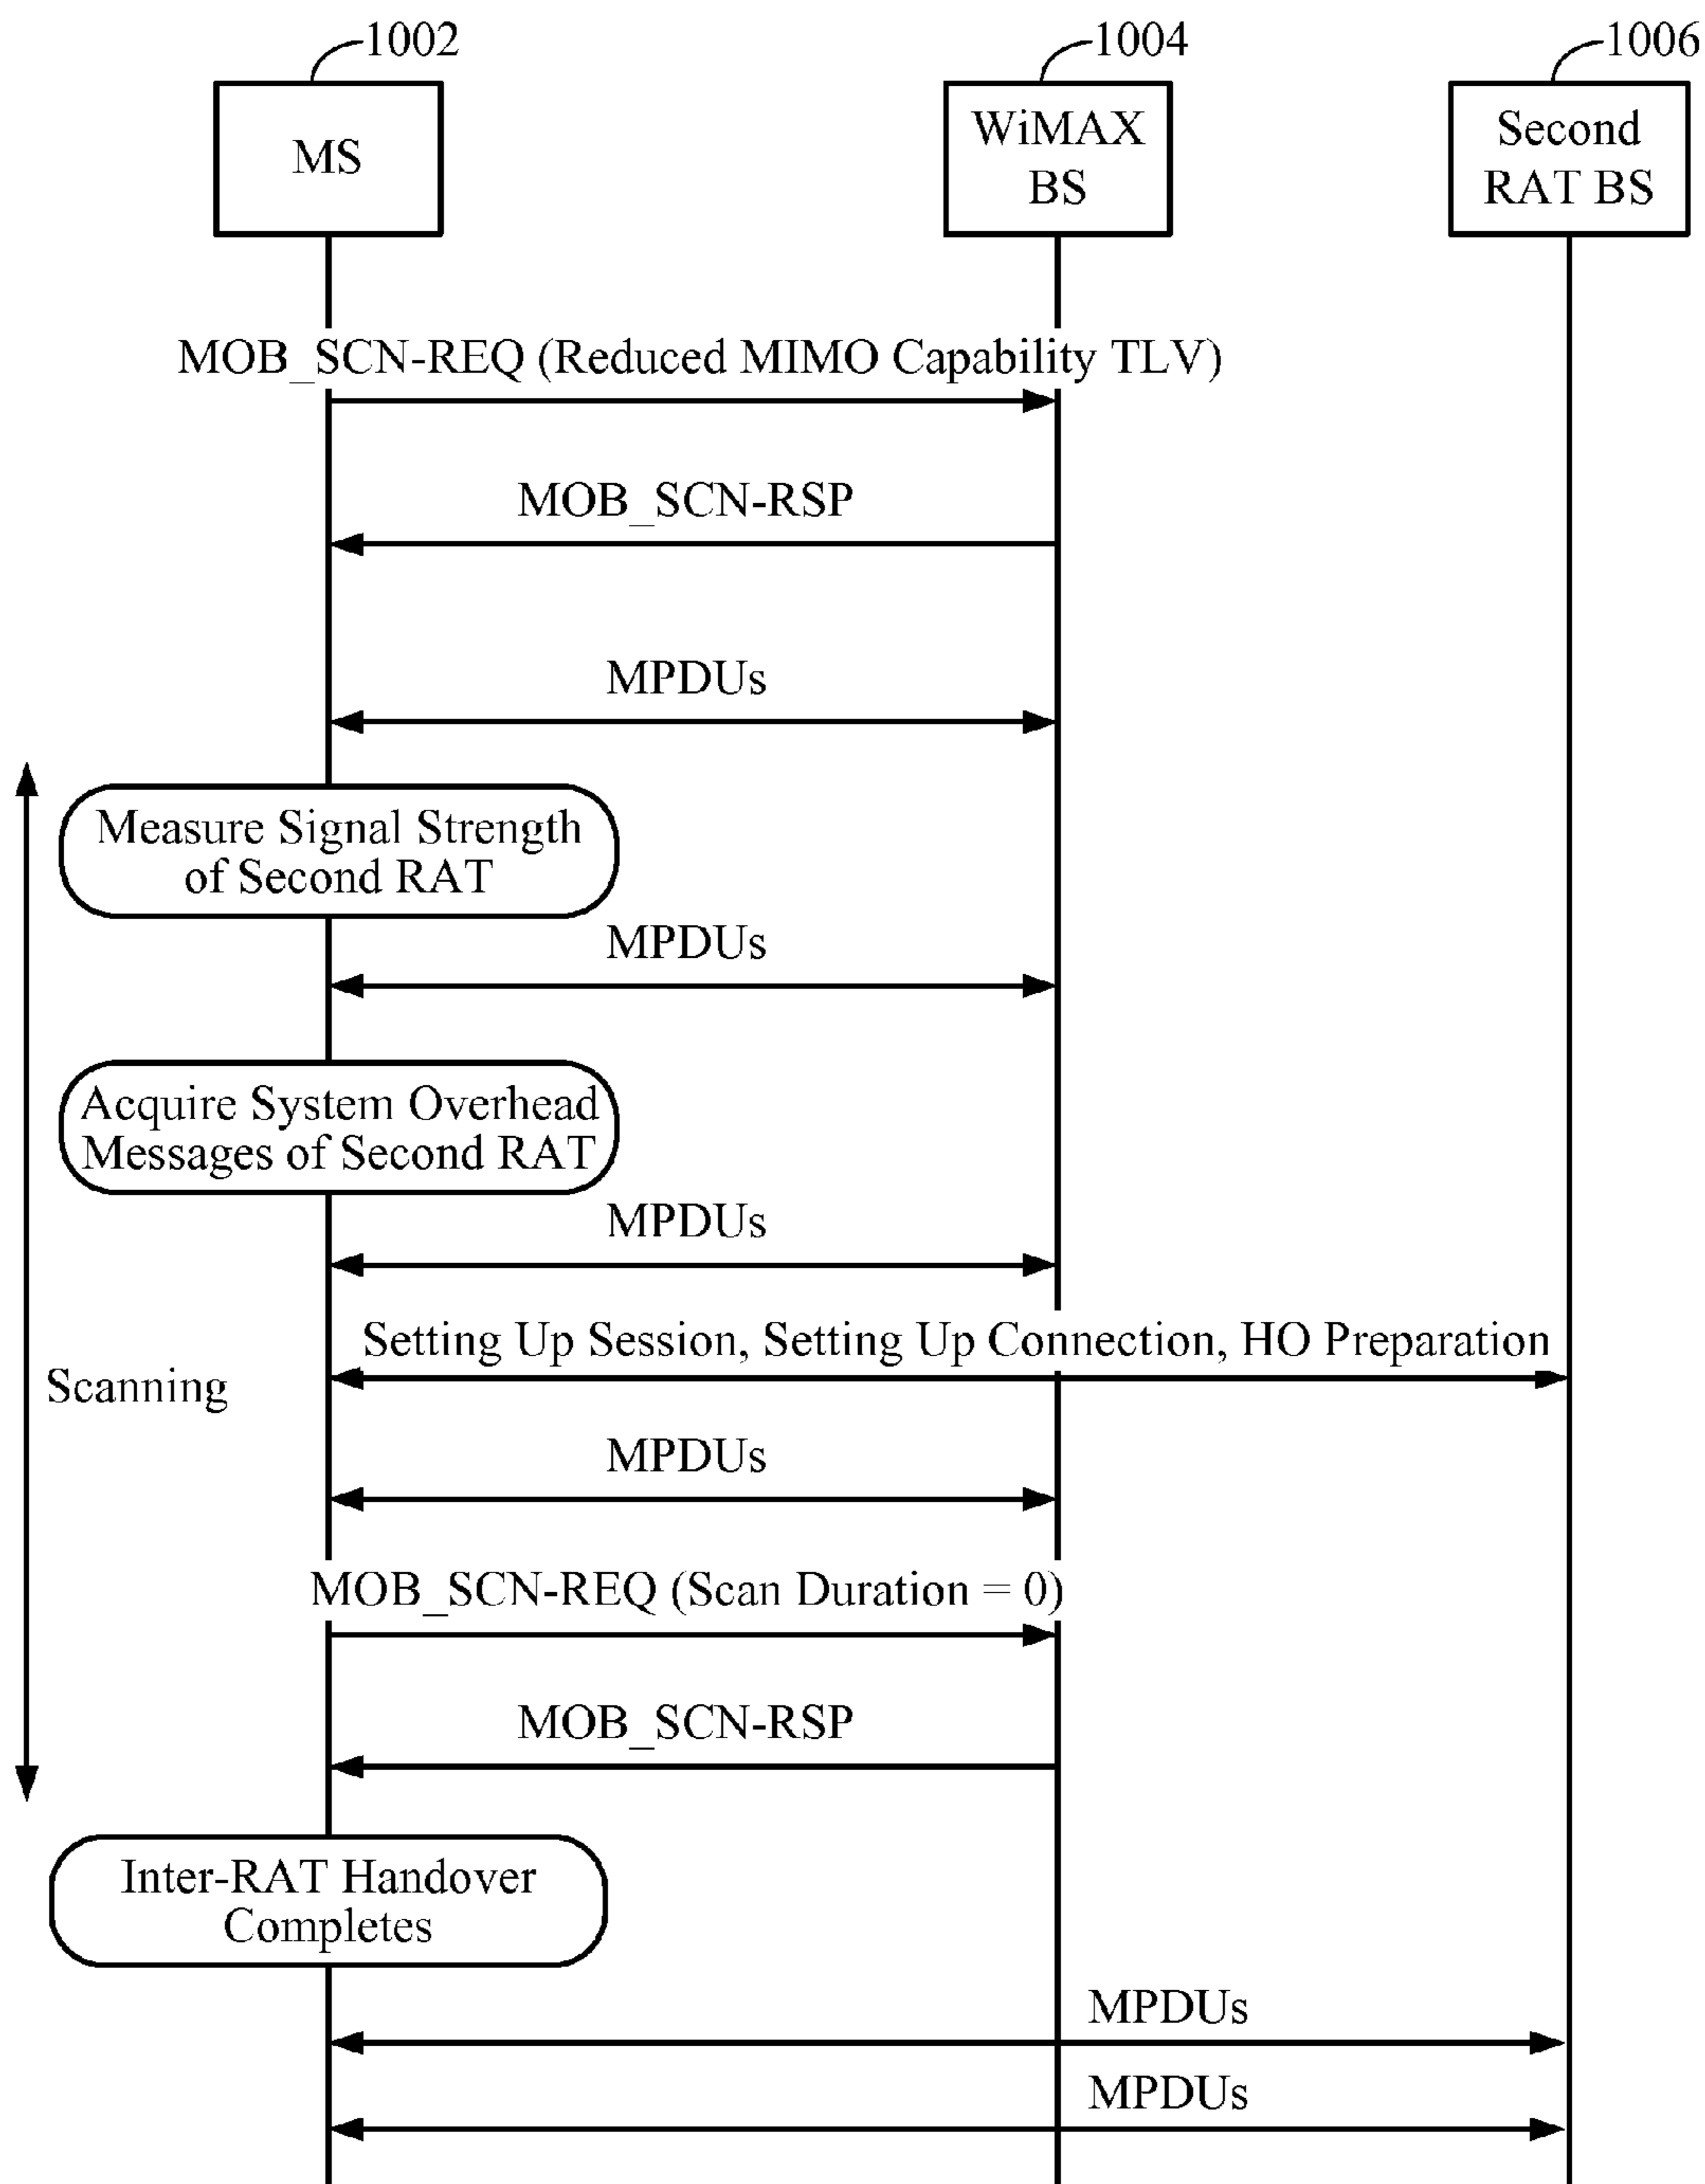 1002
1004
1006
MS
WiMAX
BS
Second
RAT BS
MOB_SCN-REQ (Reduced MIMO Capability TLV)
MOB_SCN-RSP
MPDUs
Measure Signal Strength
of Second RAT
MPDUs
Acquire System Overhead
Messages of Second RAT
MPDUs
Setting Up Session, Setting Up Connection, HO Preparation
Scanning
MPDUs
MOB_SCN-REQ (Scan Duration = 0)
MOB_SCN-RSP
Inter-RAT Handover
Completes
MPDUs
MPDUs